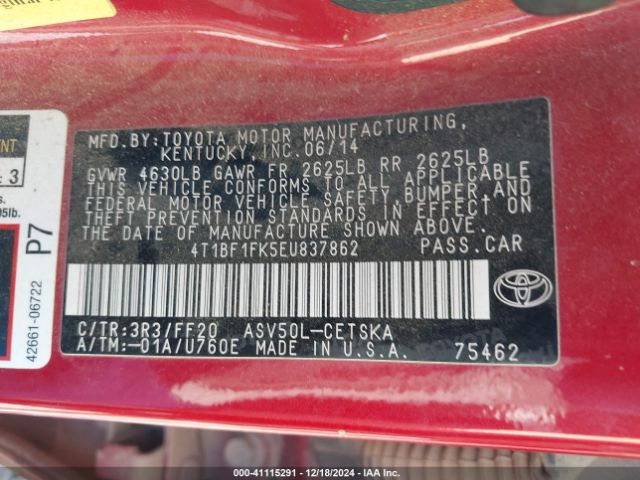 MFD.BY: TOYOTA MOTOR MANUFACTURING,
KENTUCKY, INC. 06/14
GVWR 4630LB GAWR FR 2625LB RR 2625LB
THIS VEHICLE CONFORMS TO ALL APPLICABLE
FEDERAL MOTOR VEHICLE SAFETY, BUMPER, AND
THEFT PREVENTION STANDARDS IN EFFECT ON
THE DATE OF MANUFACTURE SHOWN ABOVE.
4T1BF1FK5EU837862 PASS.CAR
C/TR:3R3/FF20 ASV50L-CETSKA
A/TM:-01A/U760E MADE IN U.S.A. 75462
TOYOTA
3
P7
42661-06722
000-41115291 | 12/18/2024 | IAA Inc.